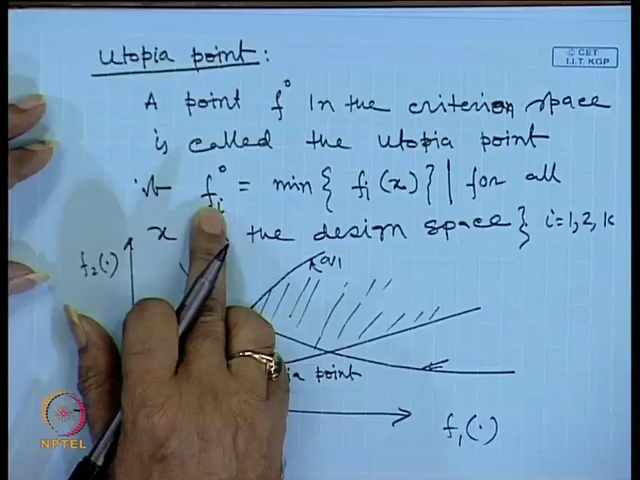 Utopia point:
© CET
I.I.T. KGP
A point f° in the criterion space
is called the utopia point
if f°i = min{ fi(x)} | for all
x the design space} i=1,2, k
f2(·)
point
f1(·)
NPTEL